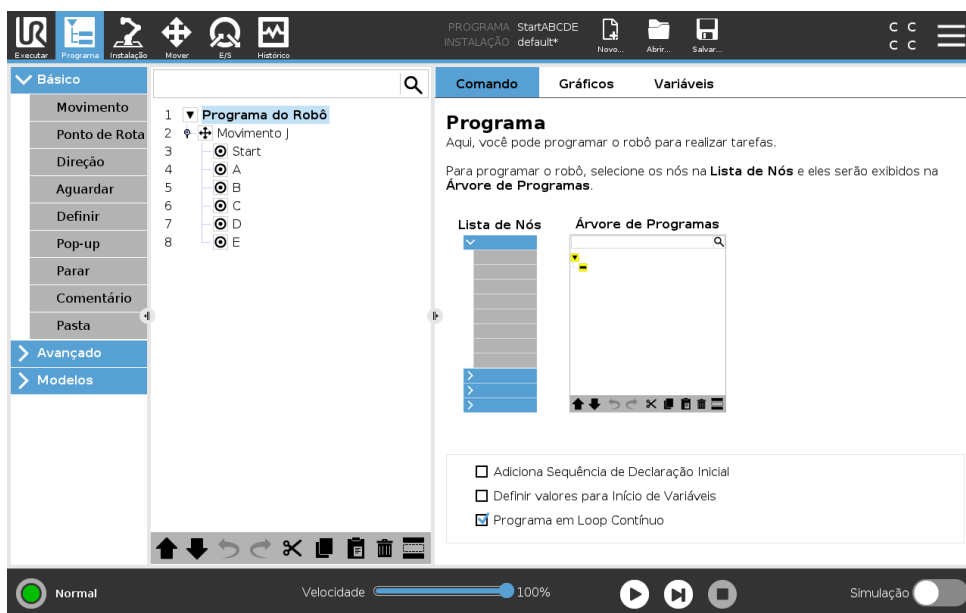 PROGRAMA StartABCDE
INSTALAÇÃO default*
UR
Executar
Programa
Instalação
Mover
E/S
Histórico
Novo...
Abrir...
Salvar...
C C
C C
Básico
Movimento
Ponto de Rota
Direção
Aguardar
Definir
Pop-up
Parar
Comentário
Pasta
Avançado
Modelos
1 Programa do Robô
2 Movimento J
3 Start
4 A
5 B
6 C
7 D
8 E
Comando Gráficos Variáveis
Programa
Aqui, você pode programar o robô para realizar tarefas.
Para programar o robô, selecione os nós na Lista de Nós e eles serão exibidos na
Árvore de Programas.
Lista de Nós Árvore de Programas
Adiciona Sequência de Declaração Inicial
Definir valores para Início de Variáveis
Programa em Loop Contínuo
Normal
Velocidade 100%
Simulação